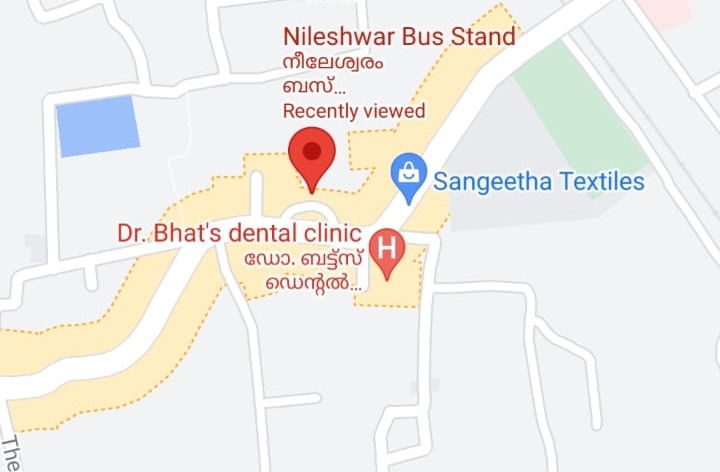 Nileshwar Bus Stand
നീലേശ്വരം
ബസ്...
Recently viewed
Sangeetha Textiles
Dr. Bhat's dental clinic
H
ഡോ. ബട്ട്സ്
ഡെന്റൽ...
The